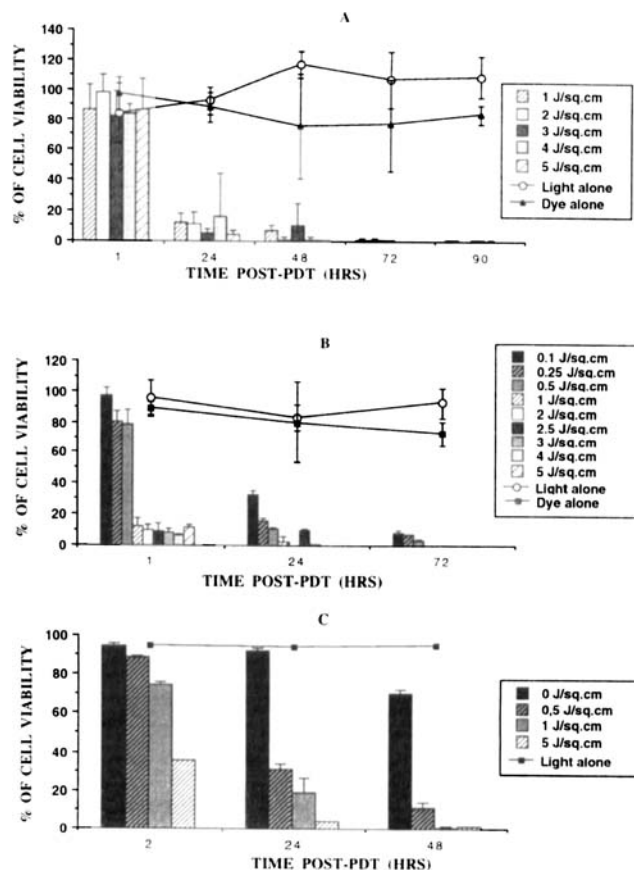 A
140
120
100
80
60
40
20
0
% OF CELL VIABILITY
1 24 48 72 90
TIME POST-PDT (HRS)
1 J/sq.cm
2 J/sq.cm
3 J/sq.cm
4 J/sq.cm
5 J/sq.cm
Light alone
Dye alone
B
120
100
80
60
40
20
0
% OF CELL VIABILITY
1 24 72
TIME POST-PDT (HRS)
0.1 J/sq.cm
0.25 J/sq.cm
0.5 J/sq.cm
1 J/sq.cm
2 J/sq.cm
2.5 J/sq.cm
3 J/sq.cm
4 J/sq.cm
5 J/sq.cm
Light alone
Dye alone
C
100
80
60
40
20
0
% OF CELL VIABILITY
2 24 48
TIME POST-PDT (HRS)
0 J/sq.cm
0,5 J/sq.cm
1 J/sq.cm
5 J/sq.cm
Light alone